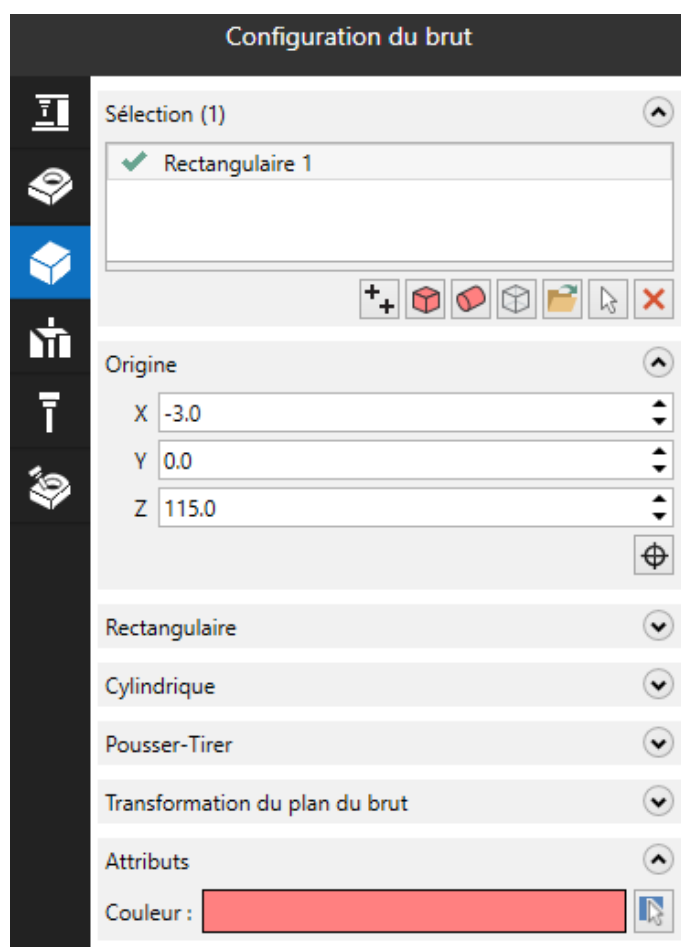 Configuration du brut
Sélection (1)
Rectangulaire 1
Origine
X -3.0
Y 0.0
Z 115.0
Rectangulaire
Cylindrique
Pousser-Tirer
Transformation du plan du brut
Attributs
Couleur :